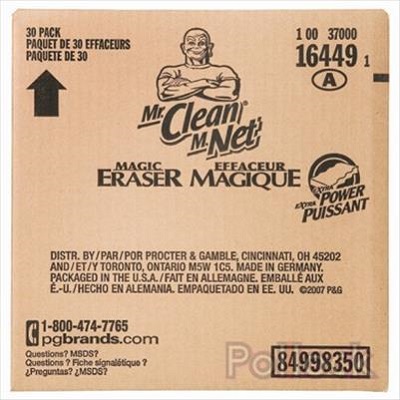 30 PACK
PAQUET DE 30 EFFACEURS
PAQUETE DE 30
1 00 37000
16449 1
A
Mr. Clean
M. Net
MAGIC EFFACEUR
ERASER MAGIQUE
EXTRA POWER
EXTRA PUISSANT
DISTR. BY/PAR/POR PROCTER & GAMBLE, CINCINNATI, OH 45202
AND/ET/Y TORONTO, ONTARIO M5W 1C5. MADE IN GERMANY.
PACKAGED IN THE U.S.A./FAIT EN ALLEMAGNE. EMBALLÉ AUX
É.-U./HECHO EN ALEMANIA. EMPAQUETADO EN EE. UU. ©2007 P&G
1-800-474-7765
pgbrands.com
Questions? MSDS?
Questions ? Fiche signalétique ?
¿Preguntas? ¿MSDS?
Pollock
84998350